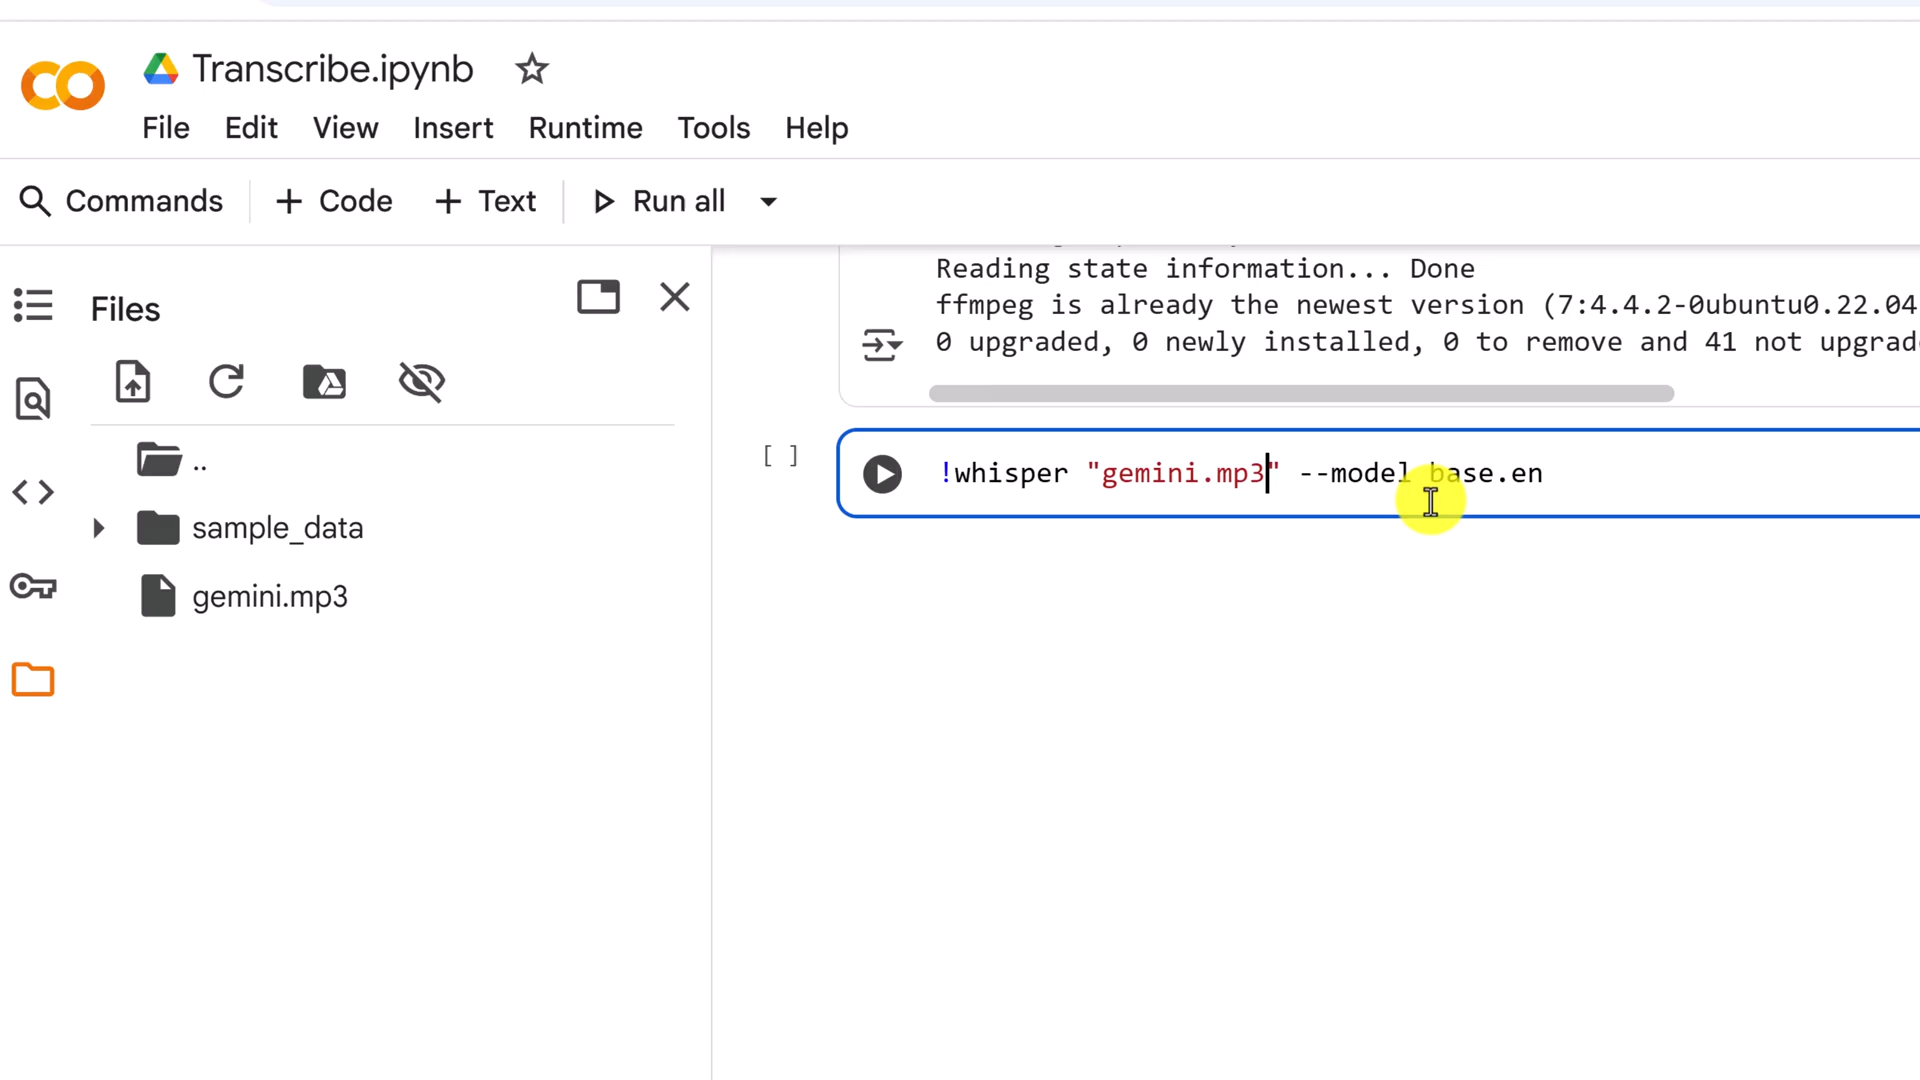 Transcribe.ipynb
File Edit View Insert Runtime Tools Help
Commands + Code + Text Run all
Files
..
sample_data
gemini.mp3
Reading state information... Done
ffmpeg is already the newest version (7:4.4.2-0ubuntu0.22.04
0 upgraded, 0 newly installed, 0 to remove and 41 not upgrad
[ ] !whisper "gemini.mp3" --model base.en